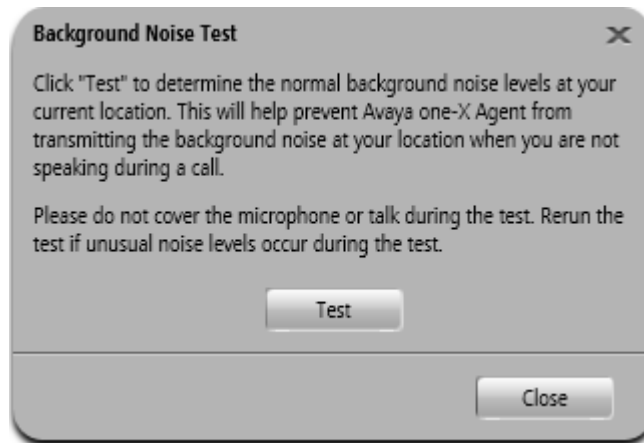 Background Noise Test
Click "Test" to determine the normal background noise levels at your
current location. This will help prevent Avaya one-X Agent from
transmitting the background noise at your location when you are not
speaking during a call.
Please do not cover the microphone or talk during the test. Rerun the
test if unusual noise levels occur during the test.
Test
Close